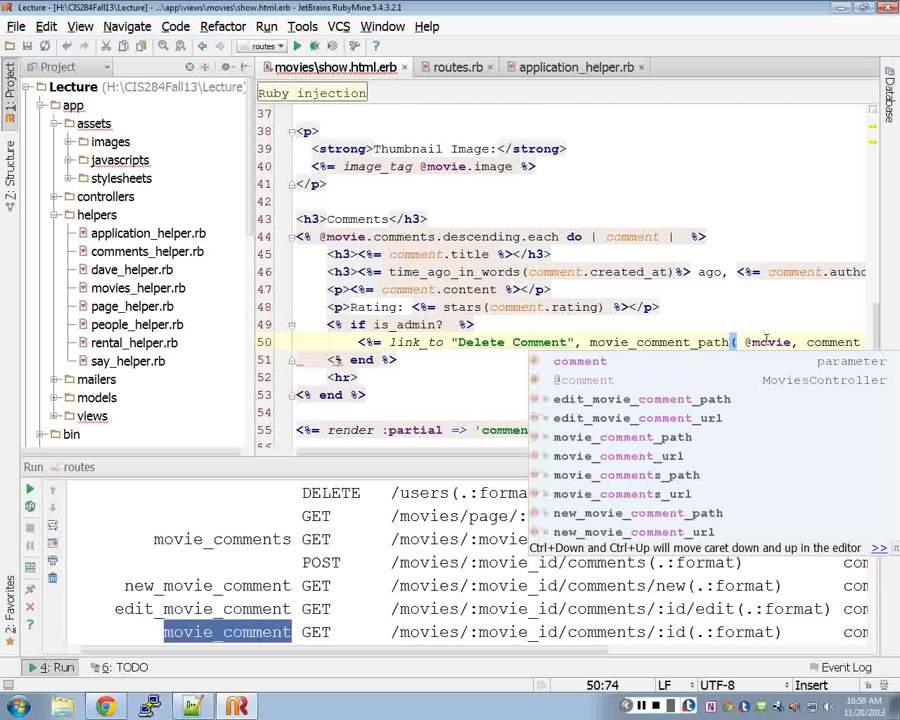 Lecture - [H:\CIS284Fall13\Lecture] - ...\app\views\movies\show.html.erb - JetBrains RubyMine 5.4.3.2.1
File Edit View Navigate Code Refactor Run Tools VCS Window Help
routes
Project
movies\show.html.erb
routes.rb
application_helper.rb
Ruby injection
1: Project
Z: Structure
2: Favorites
Database
Lecture (H:\CIS284Fall13\Lecture)
app
assets
images
javascripts
stylesheets
controllers
helpers
application_helper.rb
comments_helper.rb
dave_helper.rb
movies_helper.rb
page_helper.rb
people_helper.rb
rental_helper.rb
say_helper.rb
mailers
models
views
bin
37
38 <p>
39 <strong>Thumbnail Image:</strong>
40 <%= image_tag @movie.image %>
41 </p>
42
43 <h3>Comments</h3>
44 <% @movie.comments.descending.each do | comment | %>
45 <h3><%= comment.title %></h3>
46 <h3><%= time_ago_in_words(comment.created_at)%> ago, <%= comment.autho
47 <p><%= comment.content %></p>
48 <p>Rating: <%= stars(comment.rating) %></p>
49 <% if is_admin? %>
50 <%= link_to "Delete Comment", movie_comment_path( @movie, comment
51 <% end %>
52 <hr>
53 <% end %>
54
55 <%= render :partial => 'commen
comment parameter
@comment MoviesController
edit_movie_comment_path
edit_movie_comment_url
movie_comment_path
movie_comment_url
movie_comments_path
movie_comments_url
new_movie_comment_path
new_movie_comment_url
Ctrl+Down and Ctrl+Up will move caret down and up in the editor >>
Run routes
DELETE /users(.:forma
GET /movies/page/:
movie_comments GET /movies/:movie
POST /movies/:movie_id/comments(.:format) com
new_movie_comment GET /movies/:movie_id/comments/new(.:format) com
edit_movie_comment GET /movies/:movie_id/comments/:id/edit(.:format) com
movie_comment GET /movies/:movie_id/comments/:id(.:format) com
4: Run
6: TODO
Event Log
50:74 LF UTF-8 Insert
10:50 AM
11/20/2013